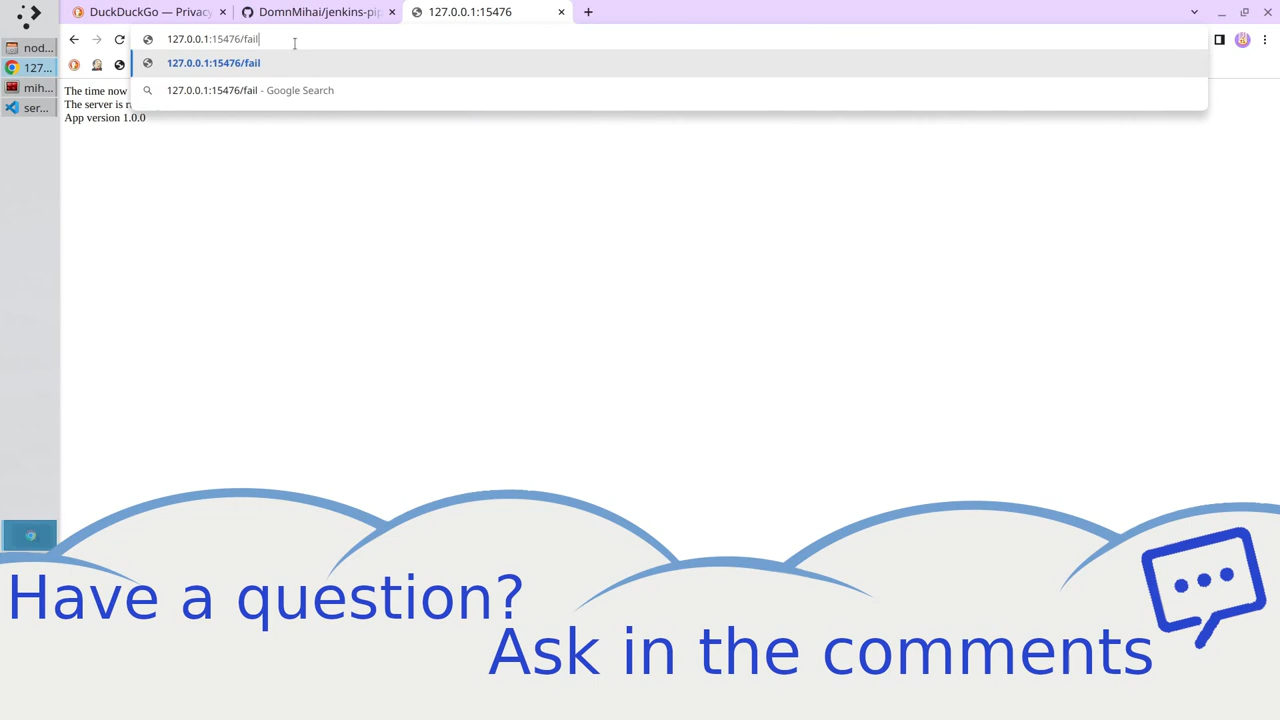 DuckDuckGo — Privacy
DomnMihai/jenkins-pip
127.0.0.1:15476
127.0.0.1:15476/fail
127.0.0.1:15476/fail
127.0.0.1:15476/fail - Google Search
nod...
127...
mih...
ser...
The time now
The server is r
App version 1.0.0
Have a question?
Ask in the comments